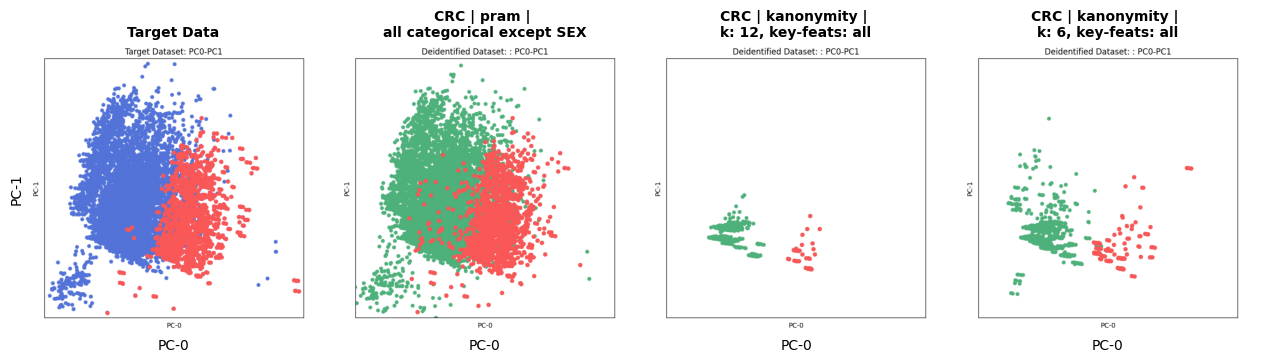 Target Data
Target Dataset: PC0-PC1
PC-1
PC-1
PC-0
PC-0
CRC | pram |
all categorical except SEX
Deidentified Dataset: : PC0-PC1
PC-1
PC-0
PC-0
CRC | kanonymity |
k: 12, key-feats: all
Deidentified Dataset: : PC0-PC1
PC-1
PC-0
PC-0
CRC | kanonymity |
k: 6, key-feats: all
Deidentified Dataset: : PC0-PC1
PC-1
PC-0
PC-0